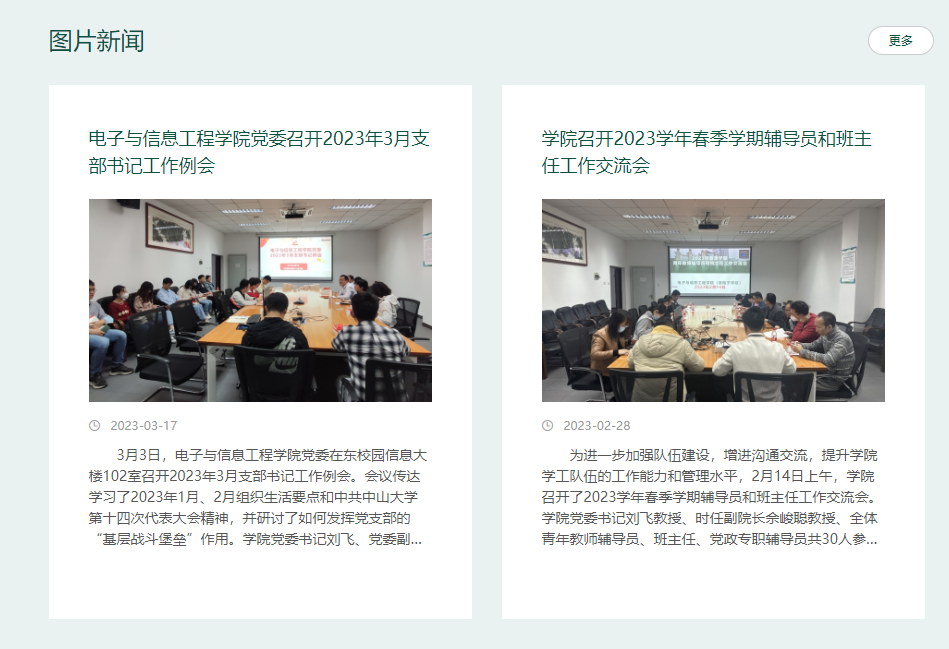 图片新闻
更多
电子与信息工程学院党委召开2023年3月支
部书记工作例会
2023-03-17
3月3日，电子与信息工程学院党委在东校园信息大
楼102室召开2023年3月支部书记工作例会。会议传达
学习了2023年1月、2月组织生活要点和中共中山大学
第十四次代表大会精神，并研讨了如何发挥党支部的
“基层战斗堡垒”作用。学院党委书记刘飞、党委副...
学院召开2023学年春季学期辅导员和班主
任工作交流会
2023-02-28
为进一步加强队伍建设，增进沟通交流，提升学院
学工队伍的工作能力和管理水平，2月14日上午，学院
召开了2023学年春季学期辅导员和班主任工作交流会。
学院党委书记刘飞教授、时任副院长佘峻聪教授、全体
青年教师辅导员、班主任、党政专职辅导员共30人参...